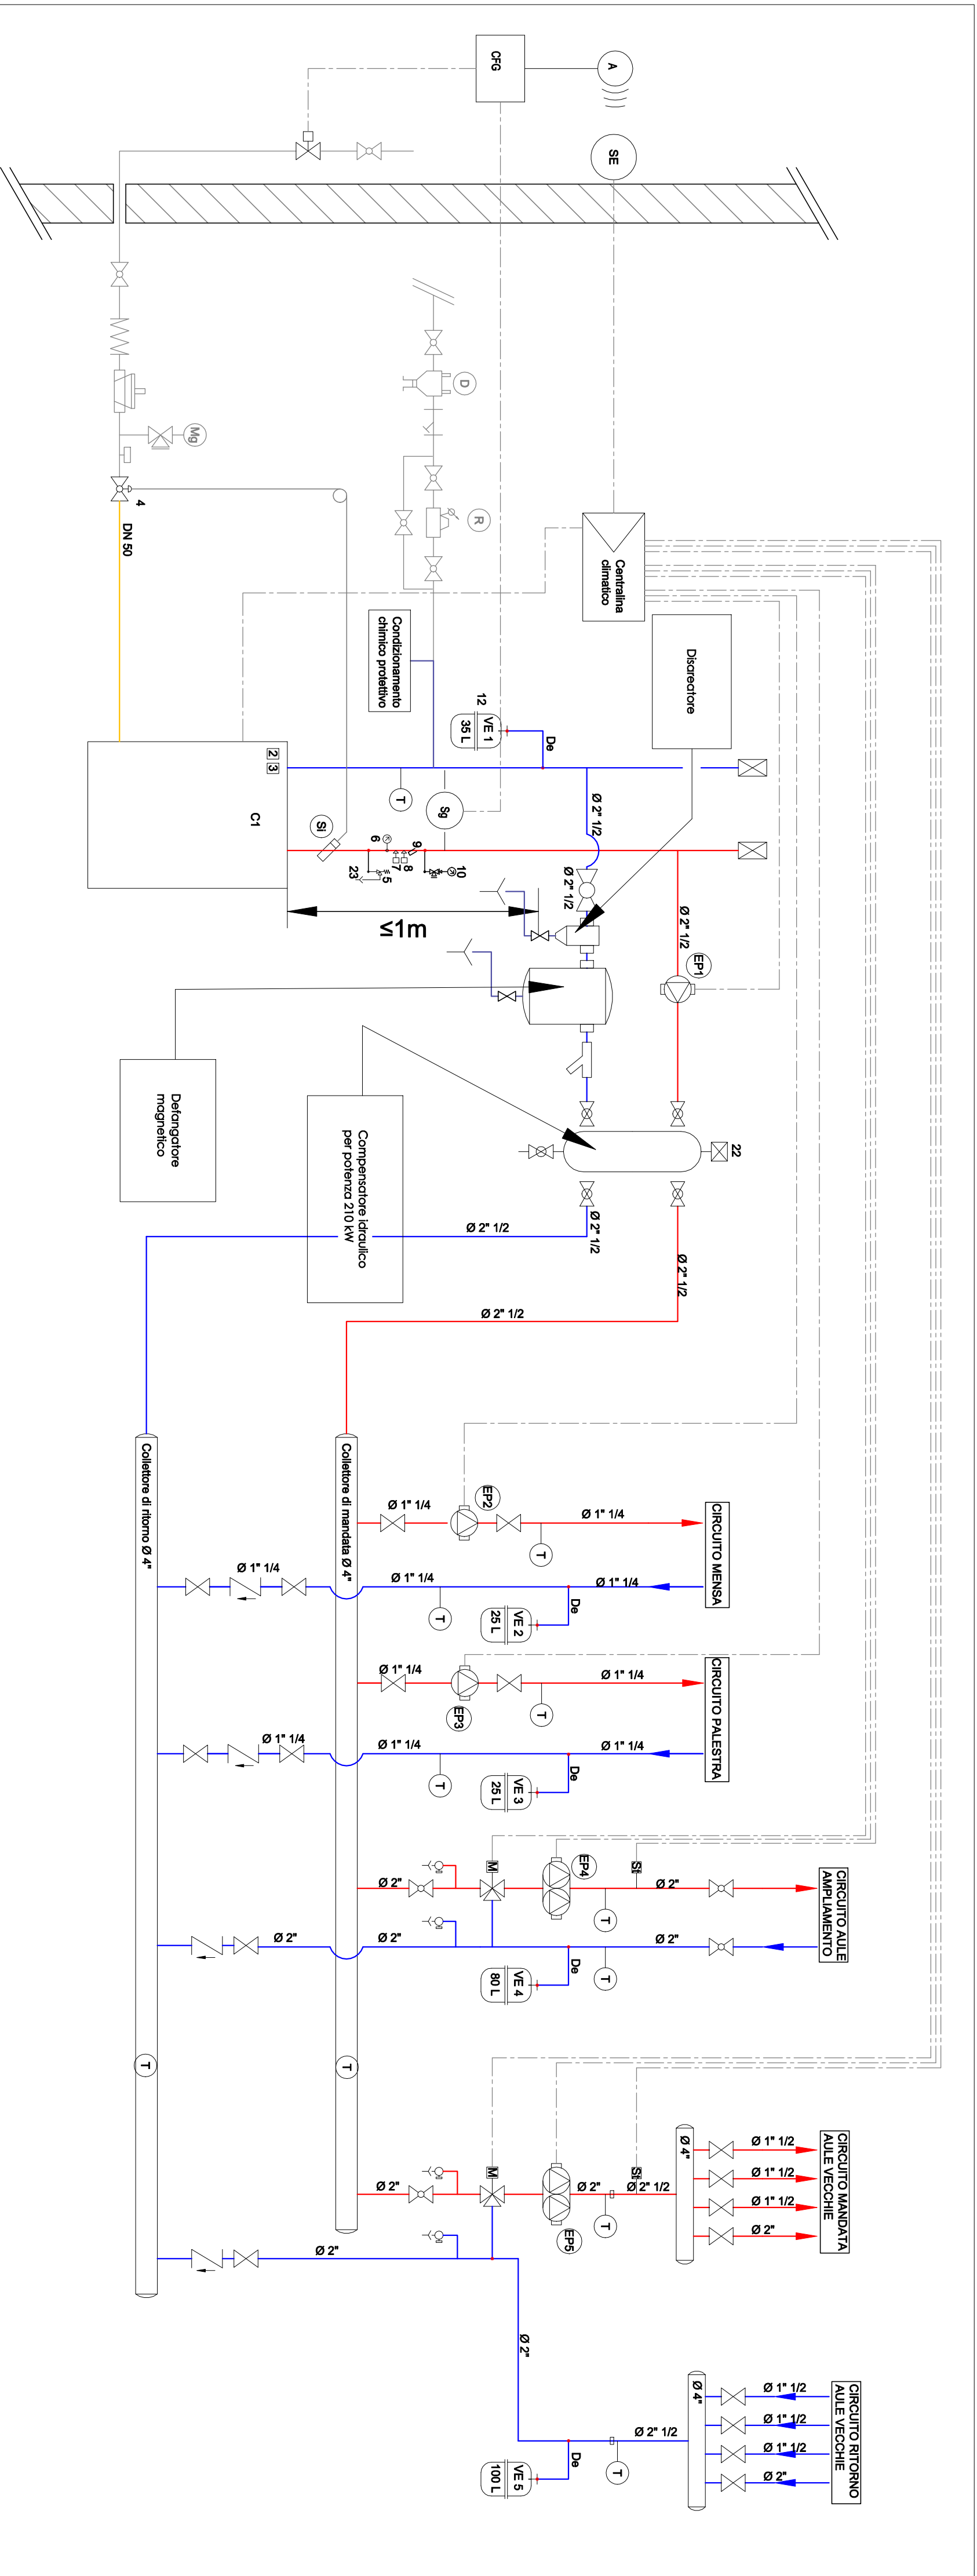 CFG
A
SE
D
Mg
R
4
DN 50
Centralina
climatico
Disareatore
Condizionamento
chimico protettivo
12
VE 1
35 L
De
2
3
C1
T
Sg
SI
6
7
8
9
10
5
23
≤1m
Ø 2" 1/2
Ø 2" 1/2
Ø 2" 1/2
EP1
Defangatore
magnetico
Compensatore idraulico
per potenza 210 kW
22
Ø 2" 1/2
Ø 2" 1/2
Ø 2" 1/2
Ø 2" 1/2
Collettore di ritorno Ø 4"
Collettore di mandata Ø 4"
CIRCUITO MENSA
Ø 1" 1/4
EP2
Ø 1" 1/4
T
Ø 1" 1/4
Ø 1" 1/4
Ø 1" 1/4
T
De
VE 2
25 L
CIRCUITO PALESTRA
Ø 1" 1/4
EP3
Ø 1" 1/4
T
Ø 1" 1/4
Ø 1" 1/4
Ø 1" 1/4
T
De
VE 3
25 L
CIRCUITO AULE
AMPLIAMENTO
Ø 2"
M
EP4
St
Ø 2"
T
Ø 2"
Ø 2"
Ø 2"
T
De
VE 4
80 L
T
T
CIRCUITO MANDATA
AULE VECCHIE
Ø 1" 1/2
Ø 1" 1/2
Ø 1" 1/2
Ø 2"
Ø 4"
St
Ø 2" 1/2
Ø 2"
T
EP5
M
Ø 2"
Ø 2"
Ø 2"
CIRCUITO RITORNO
AULE VECCHIE
Ø 1" 1/2
Ø 1" 1/2
Ø 1" 1/2
Ø 2"
Ø 4"
Ø 2" 1/2
T
De
VE 5
100 L